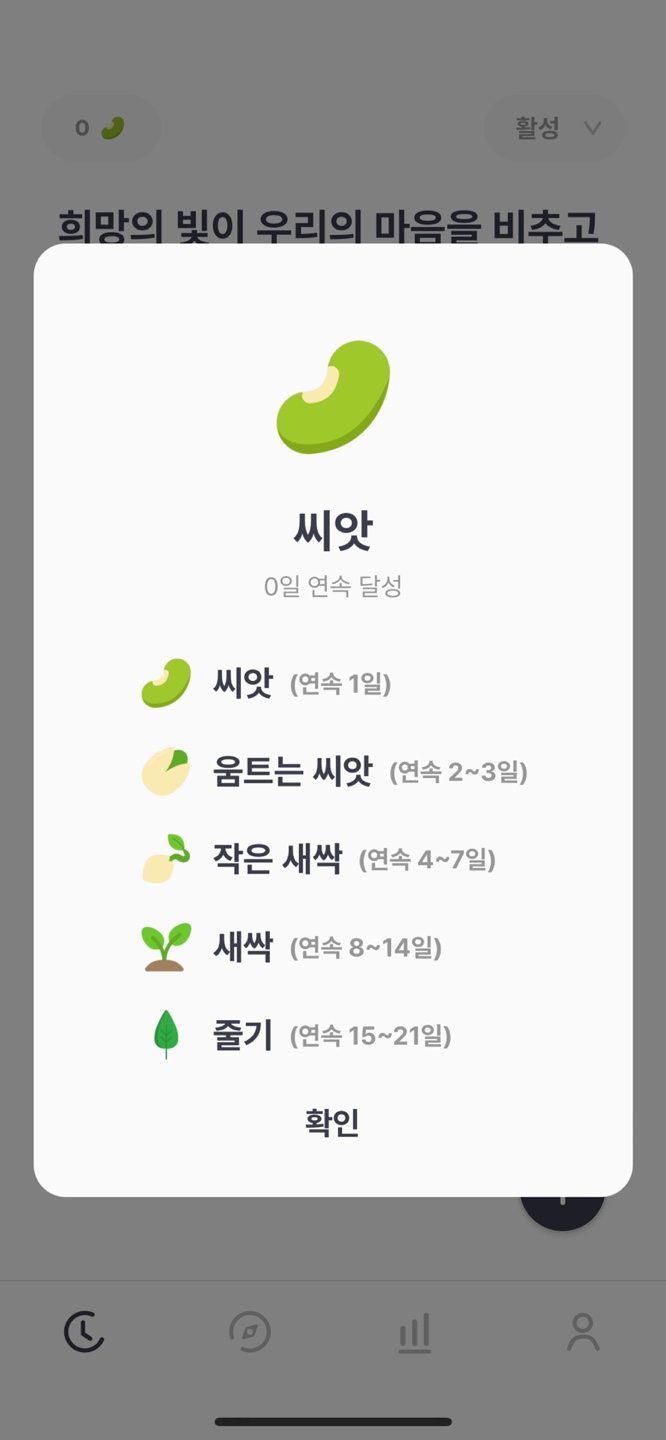 0
활성
희망의 빛이 우리의 마음을 비추고
씨앗
0일 연속 달성
씨앗 (연속 1일)
움트는 씨앗 (연속 2~3일)
작은 새싹 (연속 4~7일)
새싹 (연속 8~14일)
줄기 (연속 15~21일)
확인